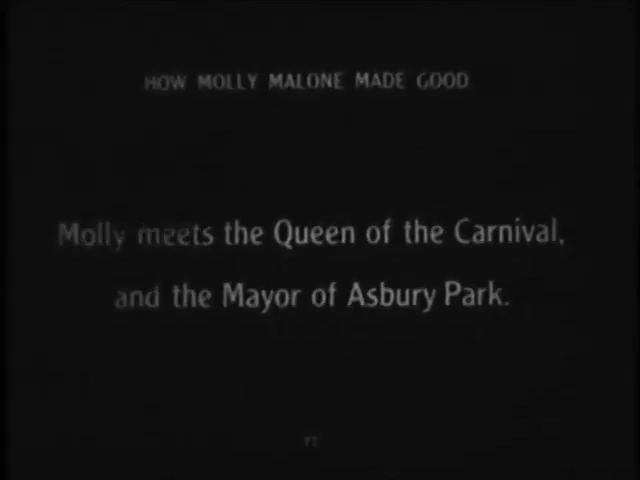 HOW MOLLY MALONE MADE GOOD
Molly meets the Queen of the Carnival,
and the Mayor of Asbury Park.